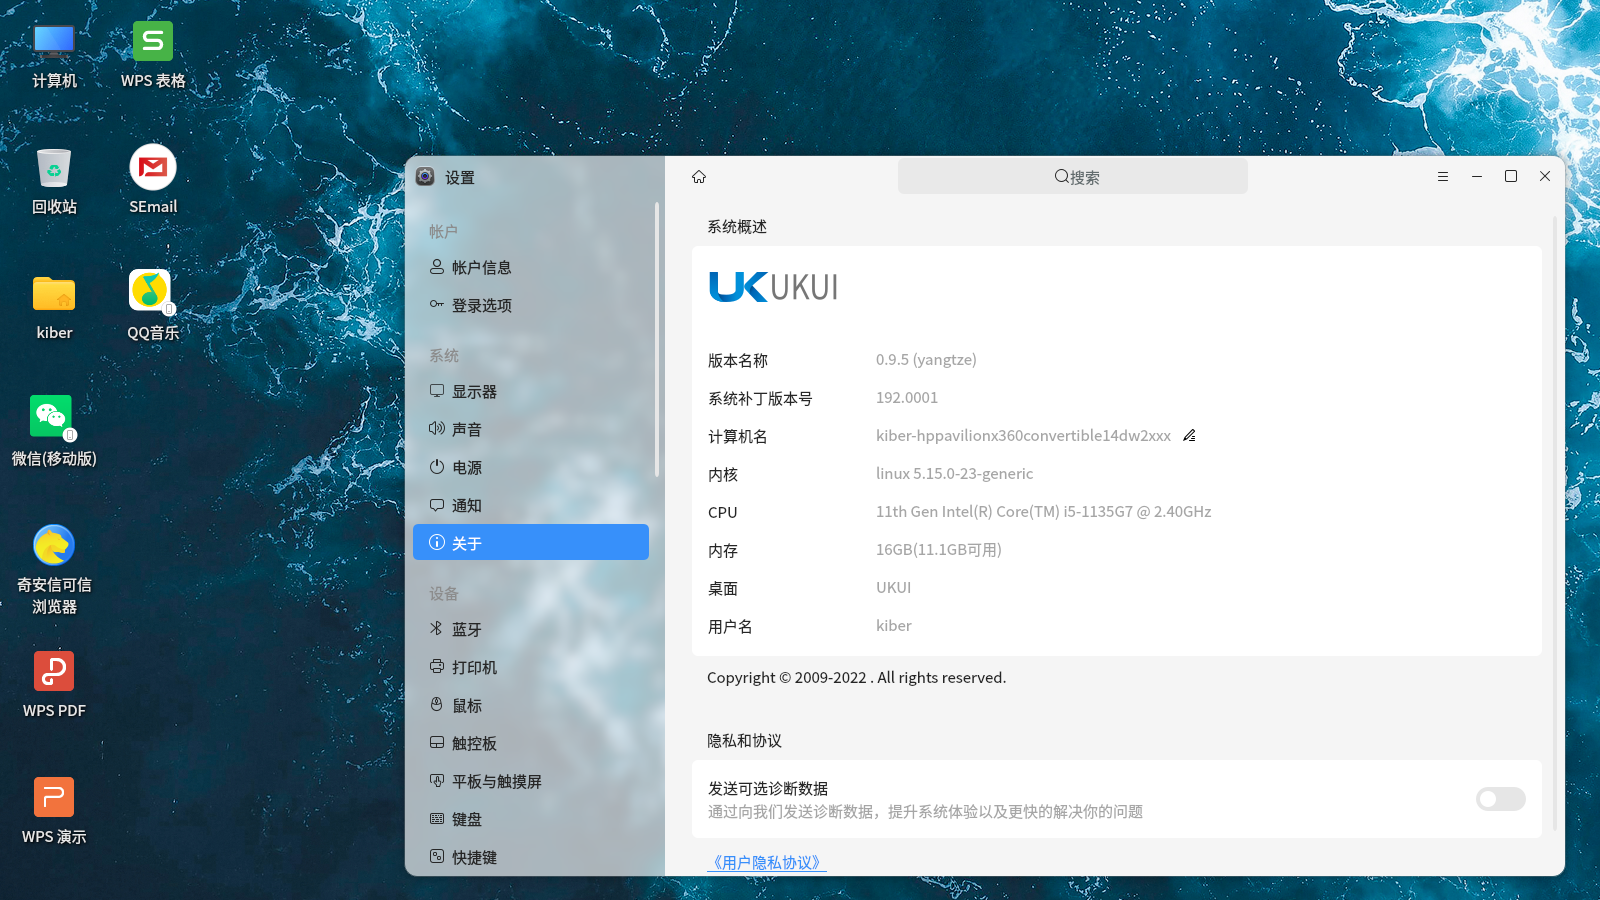 计算机
WPS 表格
回收站
SEmail
kiber
QQ音乐
微信(移动版)
奇安信可信
浏览器
WPS PDF
WPS 演示
设置
帐户
帐户信息
登录选项
系统
显示器
声音
电源
通知
关于
设备
蓝牙
打印机
鼠标
触控板
平板与触摸屏
键盘
快捷键
搜索
系统概述
UK UKUI
版本名称 0.9.5 (yangtze)
系统补丁版本号 192.0001
计算机名 kiber-hppavilionx360convertible14dw2xxx
内核 linux 5.15.0-23-generic
CPU 11th Gen Intel(R) Core(TM) i5-1135G7 @ 2.40GHz
内存 16GB(11.1GB可用)
桌面 UKUI
用户名 kiber
Copyright © 2009-2022 . All rights reserved.
隐私和协议
发送可选诊断数据
通过向我们发送诊断数据，提升系统体验以及更快的解决你的问题
《用户隐私协议》